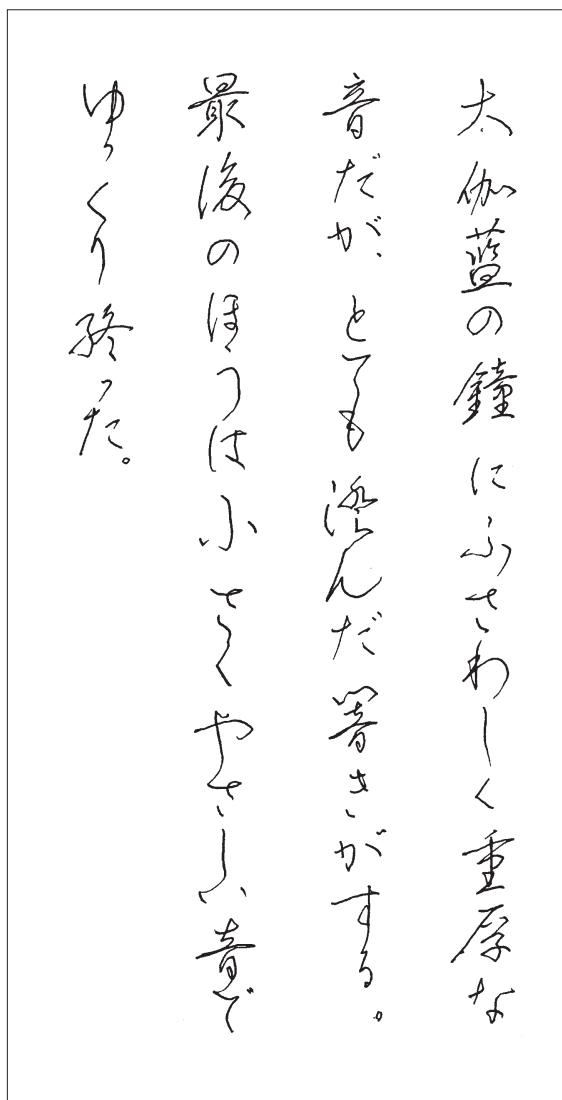 大伽藍の鐘にふさわしく重厚な
音だが、とても澄んだ響きがする。
最後のほうは小さくやさしい音で
ゆっくり終った。